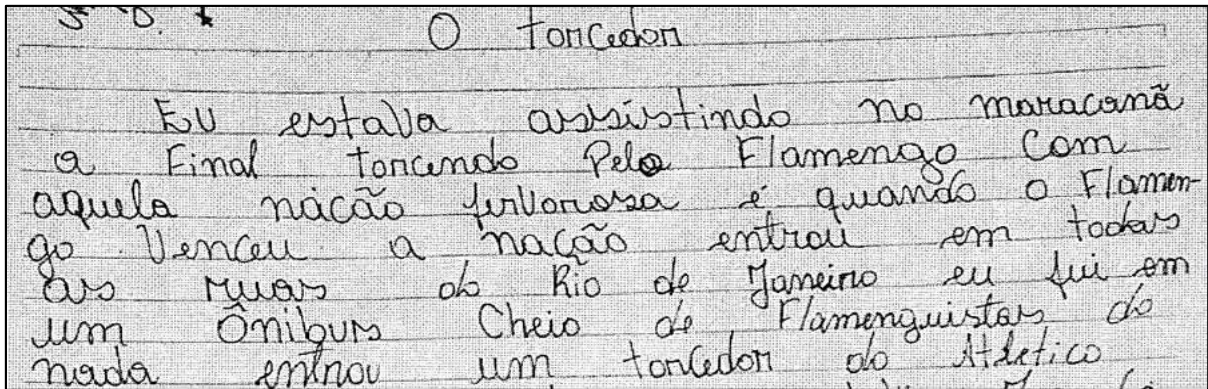 O torcedor
EU estava assistindo no maracanã
a Final torcendo Pelo Flamengo Com
aquela nácão fervorosa é quando o Flamen-
go Venceu a nação entrou em todas
as ruas do Rio de Janeiro eu fui em
um Ônibus Cheio de Flamenguistas do
nada entrou um torcedor do Atletico